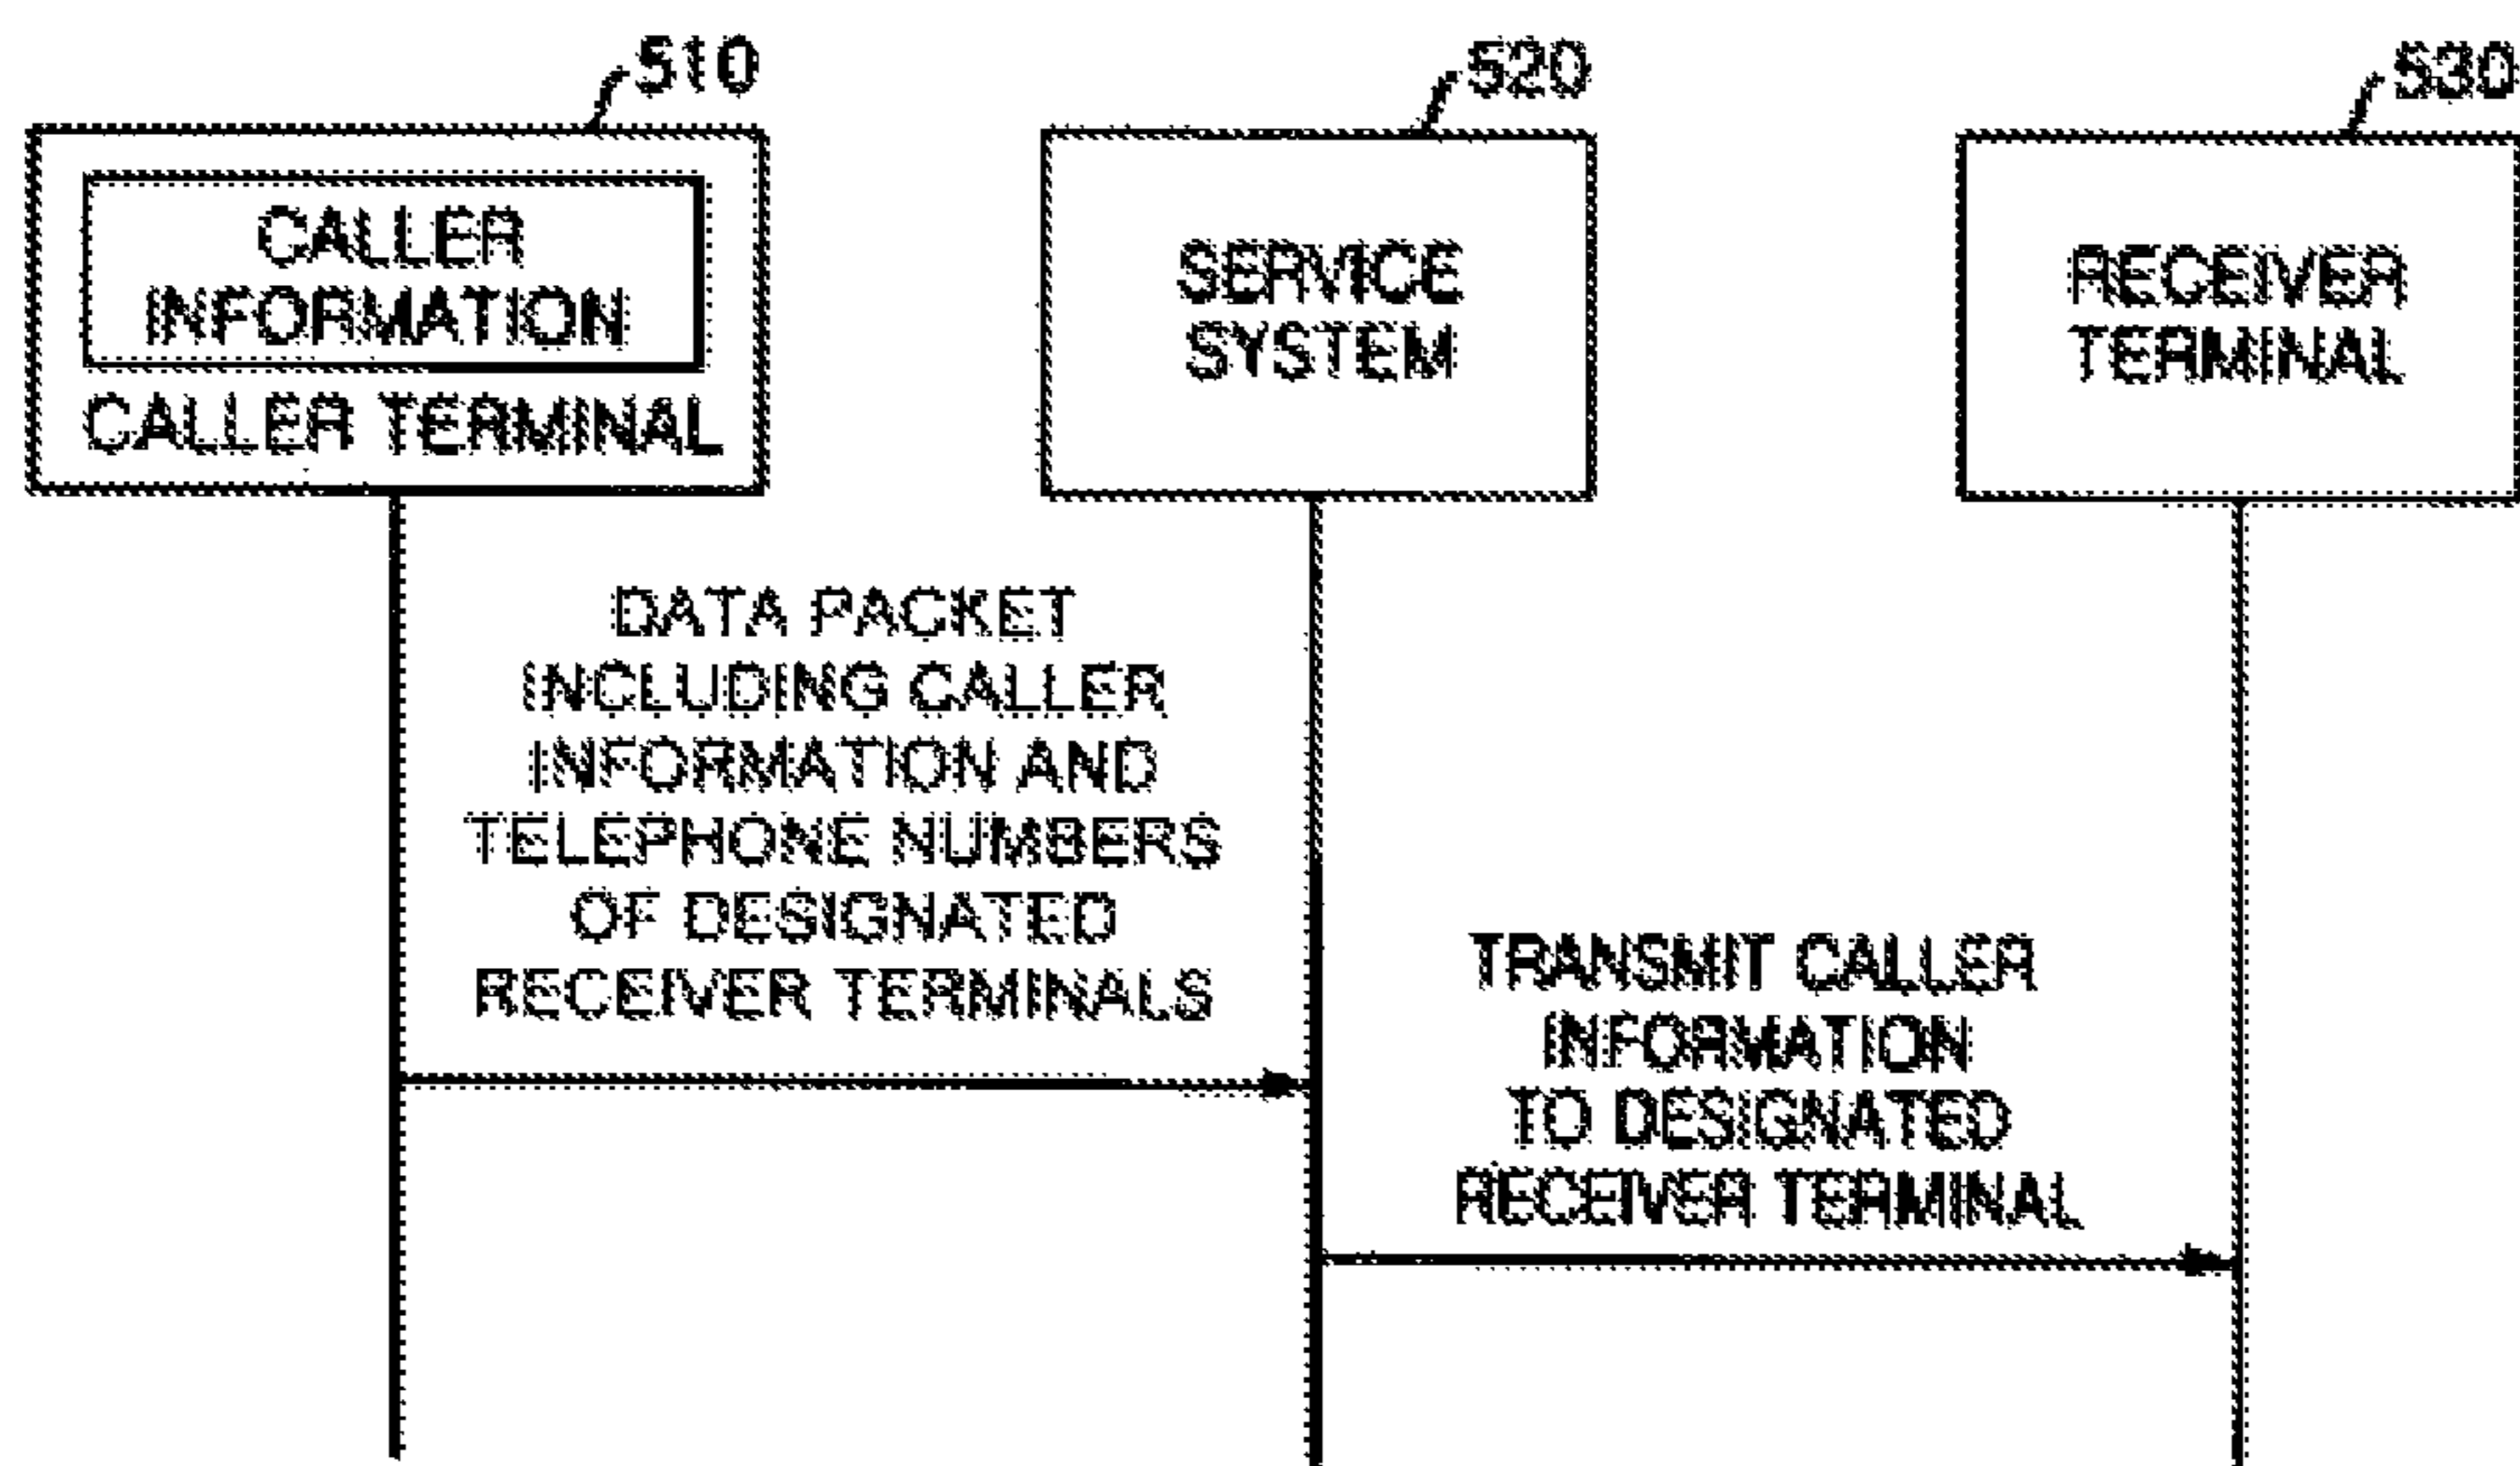 510
520
530
CALLER
INFORMATION
CALLER TERMINAL
SERVICE
SYSTEM
RECEIVER
TERMINAL
DATA PACKET
INCLUDING CALLER
INFORMATION AND
TELEPHONE NUMBERS
OF DESIGNATED
RECEIVER TERMINALS
TRANSMIT CALLER
INFORMATION
TO DESIGNATED
RECEIVER TERMINAL